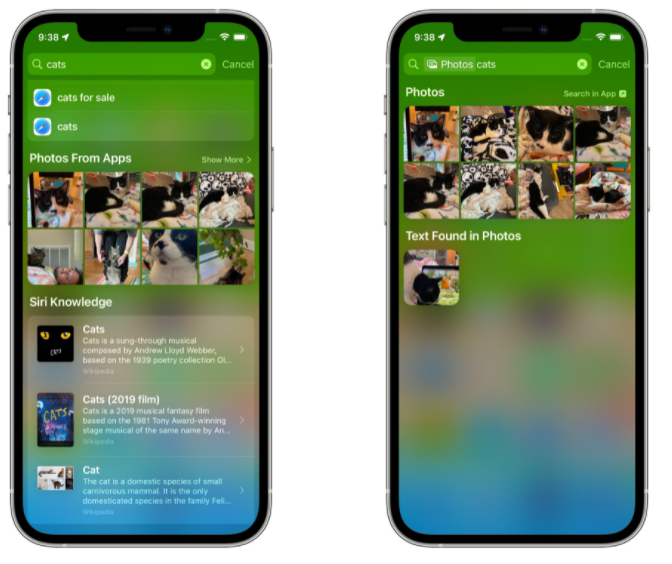 9:38
cats
Cancel
cats for sale
cats
Photos From Apps
Show More
Siri Knowledge
Cats
Cats is a sung-through musical
composed by Andrew Lloyd Webber,
based on the 1939 poetry collection Ol...
Wikipedia
CATS
Cats (2019 film)
Cats is a 2019 musical fantasy film
based on the 1981 Tony Award-winning
stage musical of the same name by An...
Wikipedia
Cat
The cat is a domestic species of small
carnivorous mammal. It is the only
domesticated species in the family Feli...
Wikipedia
9:38
Photos cats
Cancel
Photos
Search in App
Text Found in Photos